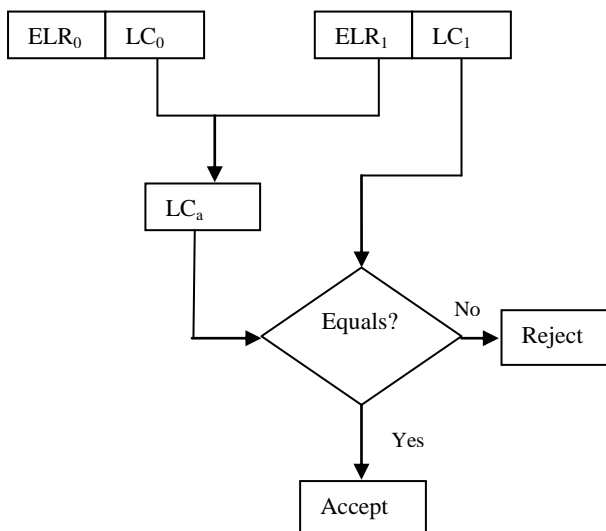 ELR₀ LC₀ ELR₁ LC₁
LCₐ
Equals?
No
Reject
Yes
Accept